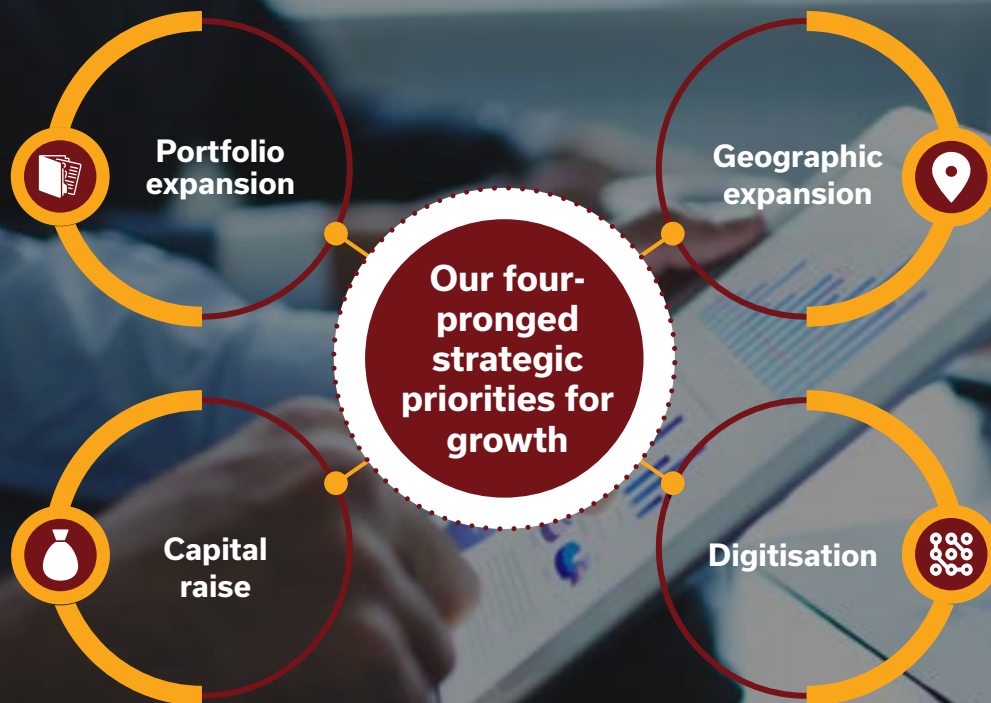 Portfolio
expansion
Geographic
expansion
Our four-
pronged
strategic
priorities for
growth
Capital
raise
Digitisation